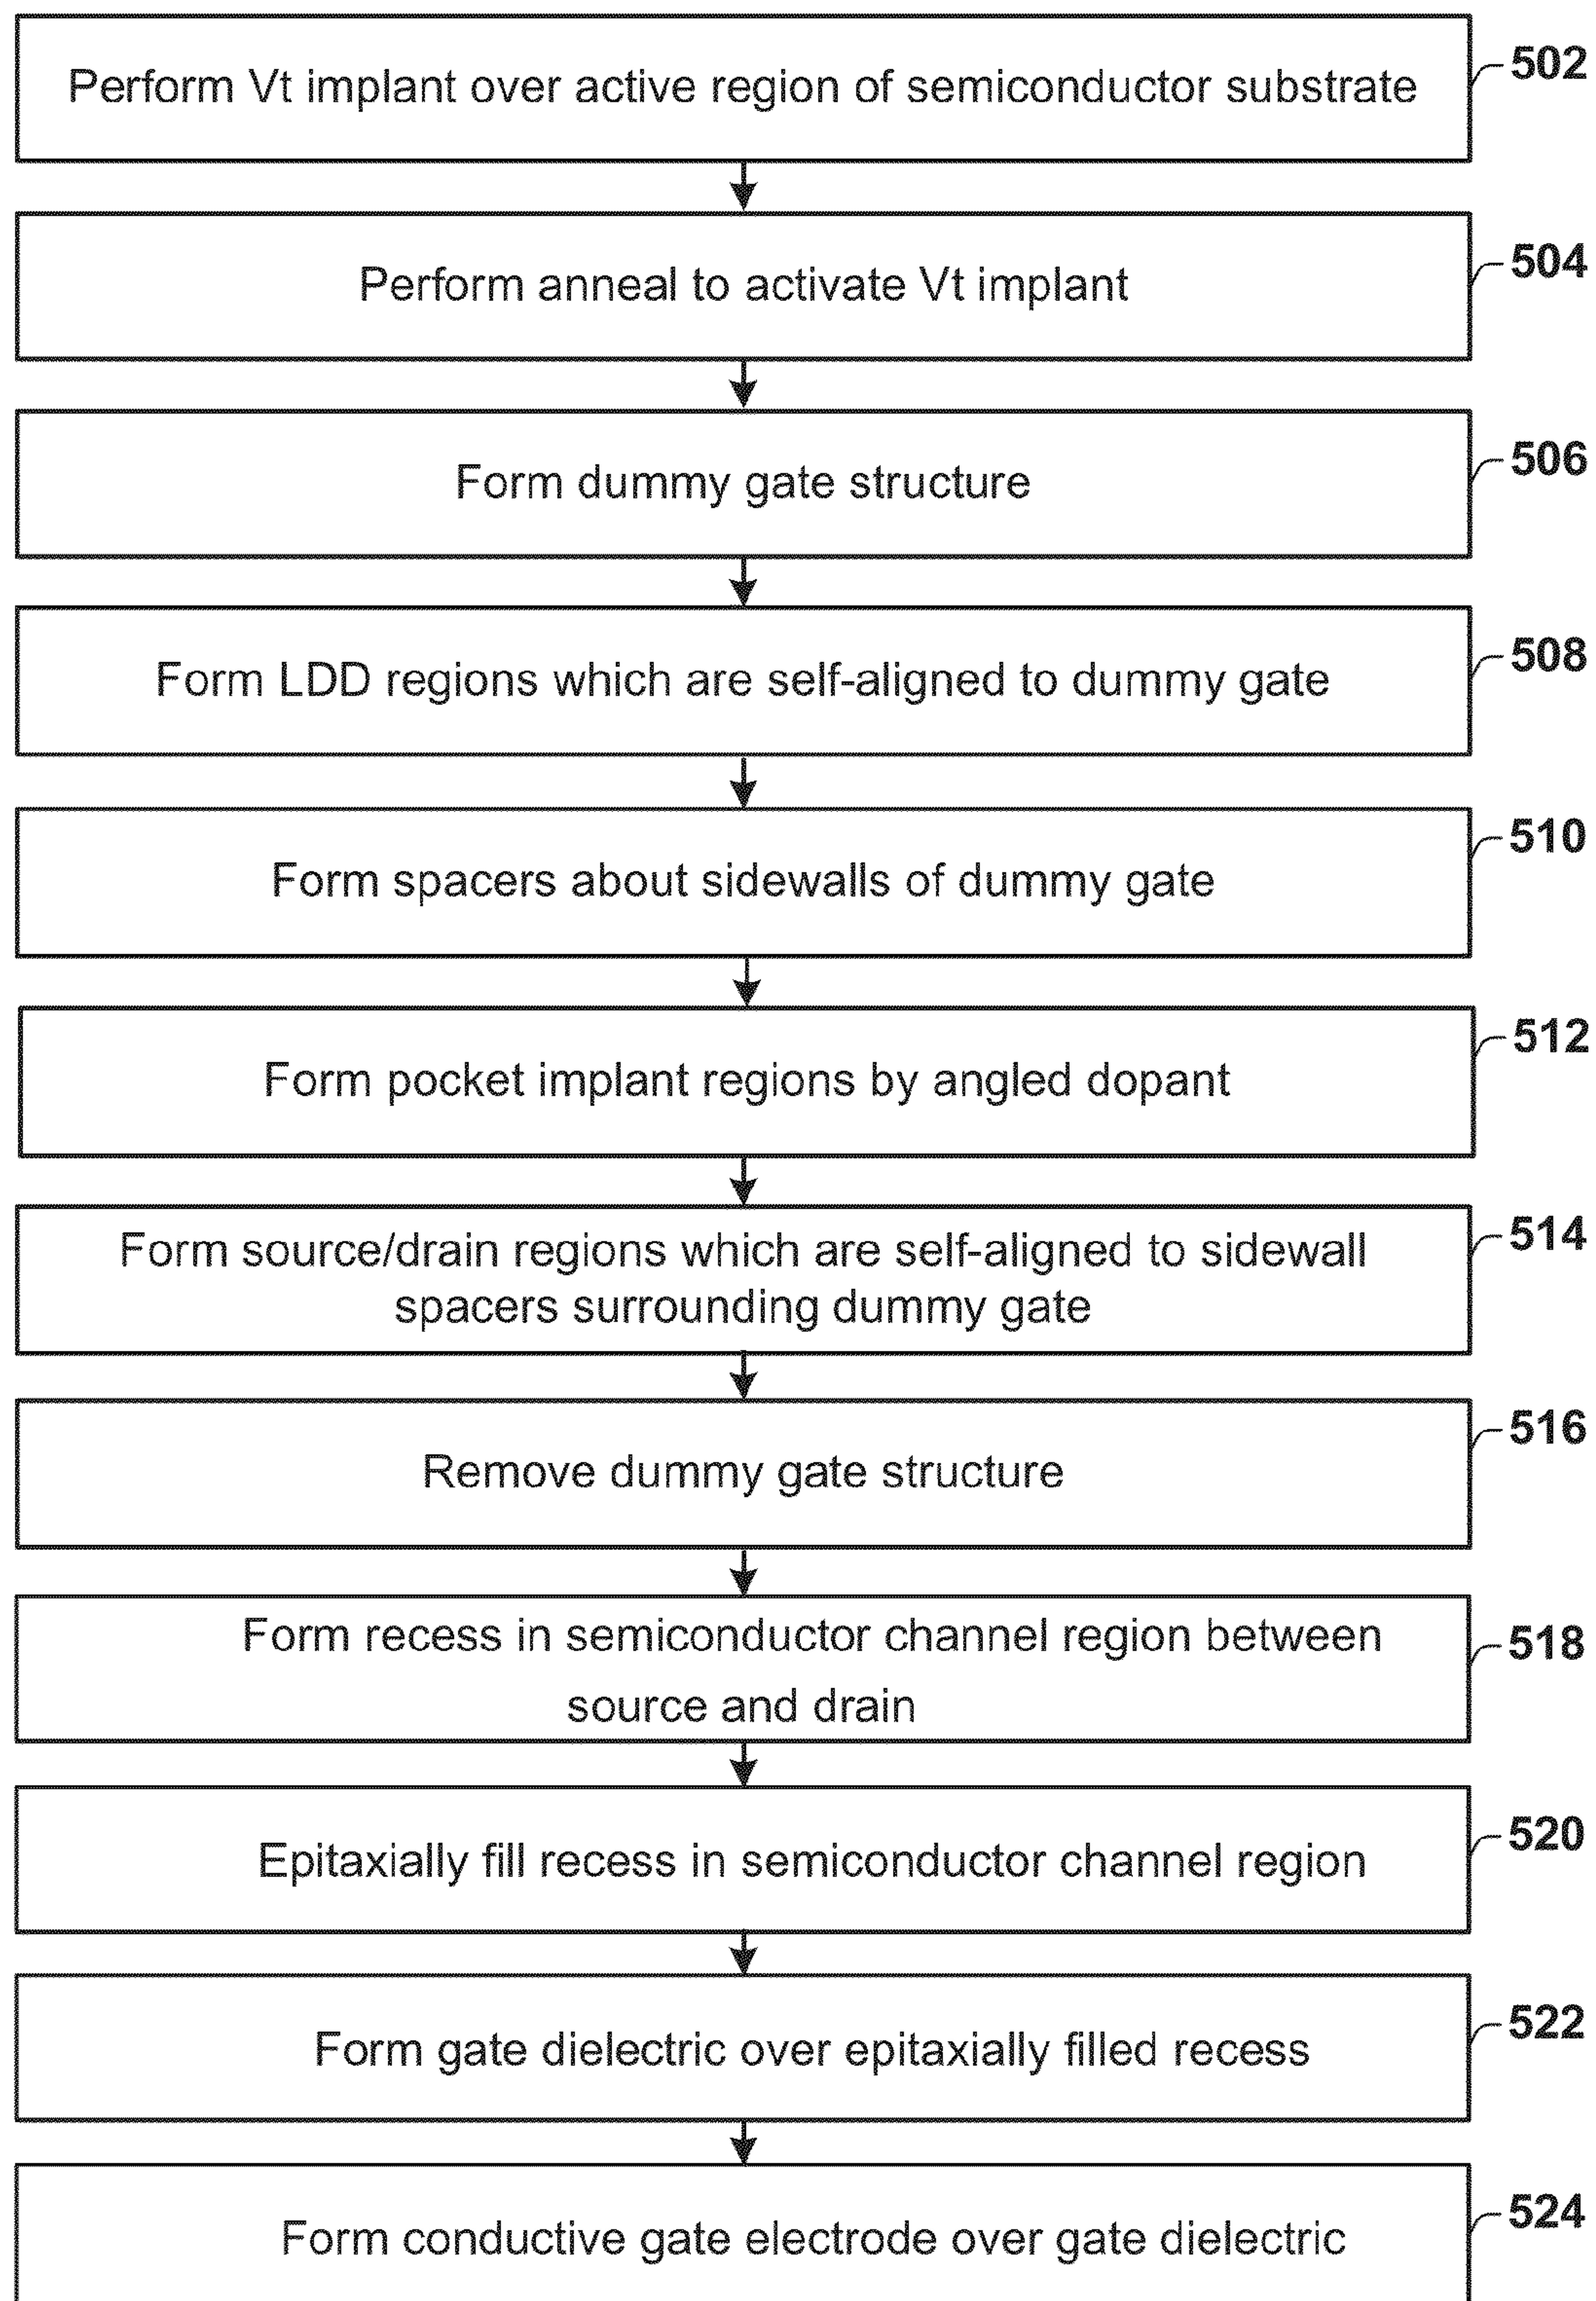 Perform Vt implant over active region of semiconductor substrate
502
Perform anneal to activate Vt implant
504
Form dummy gate structure
506
Form LDD regions which are self-aligned to dummy gate
508
Form spacers about sidewalls of dummy gate
510
Form pocket implant regions by angled dopant
512
Form source/drain regions which are self-aligned to sidewall
spacers surrounding dummy gate
514
Remove dummy gate structure
516
Form recess in semiconductor channel region between
source and drain
518
Epitaxially fill recess in semiconductor channel region
520
Form gate dielectric over epitaxially filled recess
522
Form conductive gate electrode over gate dielectric
524